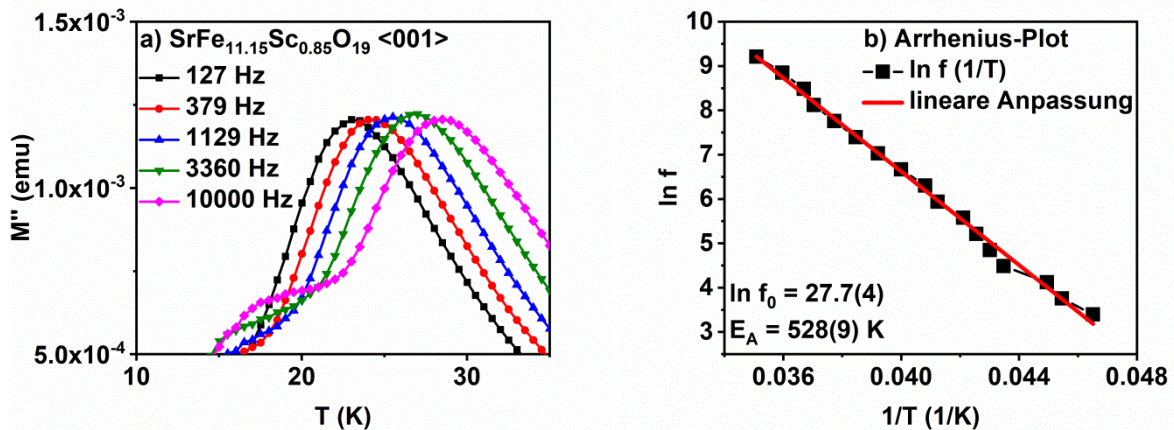 a) SrFe11.15Sc0.85O19 <001>
127 Hz
379 Hz
1129 Hz
3360 Hz
10000 Hz
1.5x10-3
1.0x10-3
5.0x10-4
M'' (emu)
10 20 30
T (K)
b) Arrhenius-Plot
ln f (1/T)
lineare Anpassung
10
9
8
7
6
5
4
3
ln f
ln f0 = 27.7(4)
EA = 528(9) K
0.036 0.040 0.044 0.048
1/T (1/K)